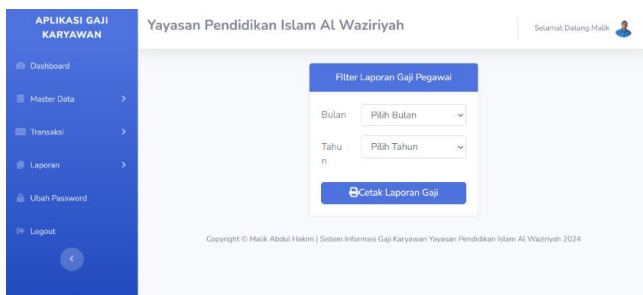 APLIKASI GAJI
KARYAWAN
Yayasan Pendidikan Islam Al Waziriyah
Selamat Datang Malik
Dashboard
Master Data
Transaksi
Laporan
Ubah Password
Logout
Filter Laporan Gaji Pegawai
Bulan
Pilih Bulan
Tahu
n
Pilih Tahun
Cetak Laporan Gaji
Copyright © Malik Abdul Hakim | Sistem Informasi Gaji Karyawan Yayasan Pendidikan Islam Al Waziriyah 2024